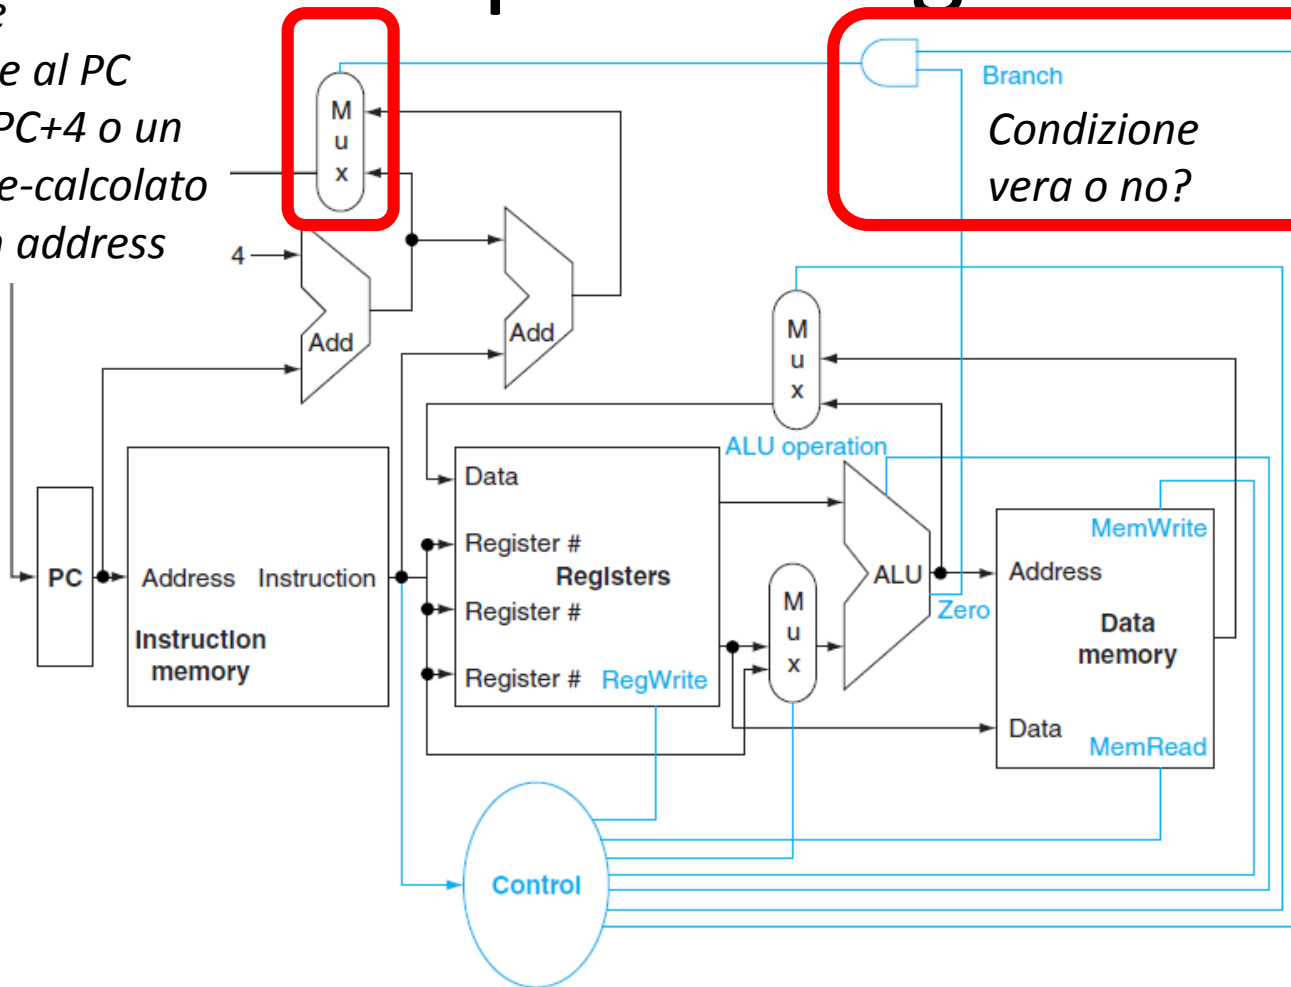 e al PC
PC+4 o un
e-calcolato
address
Branch
Condizione
vera o no?
M
u
x
4
Add
Add
M
u
x
ALU operation
Data
Register #
Registers
Register #
Register # RegWrite
PC
Address Instruction
Instruction
memory
M
u
x
ALU
Zero
MemWrite
Address
Data
memory
Data
MemRead
Control